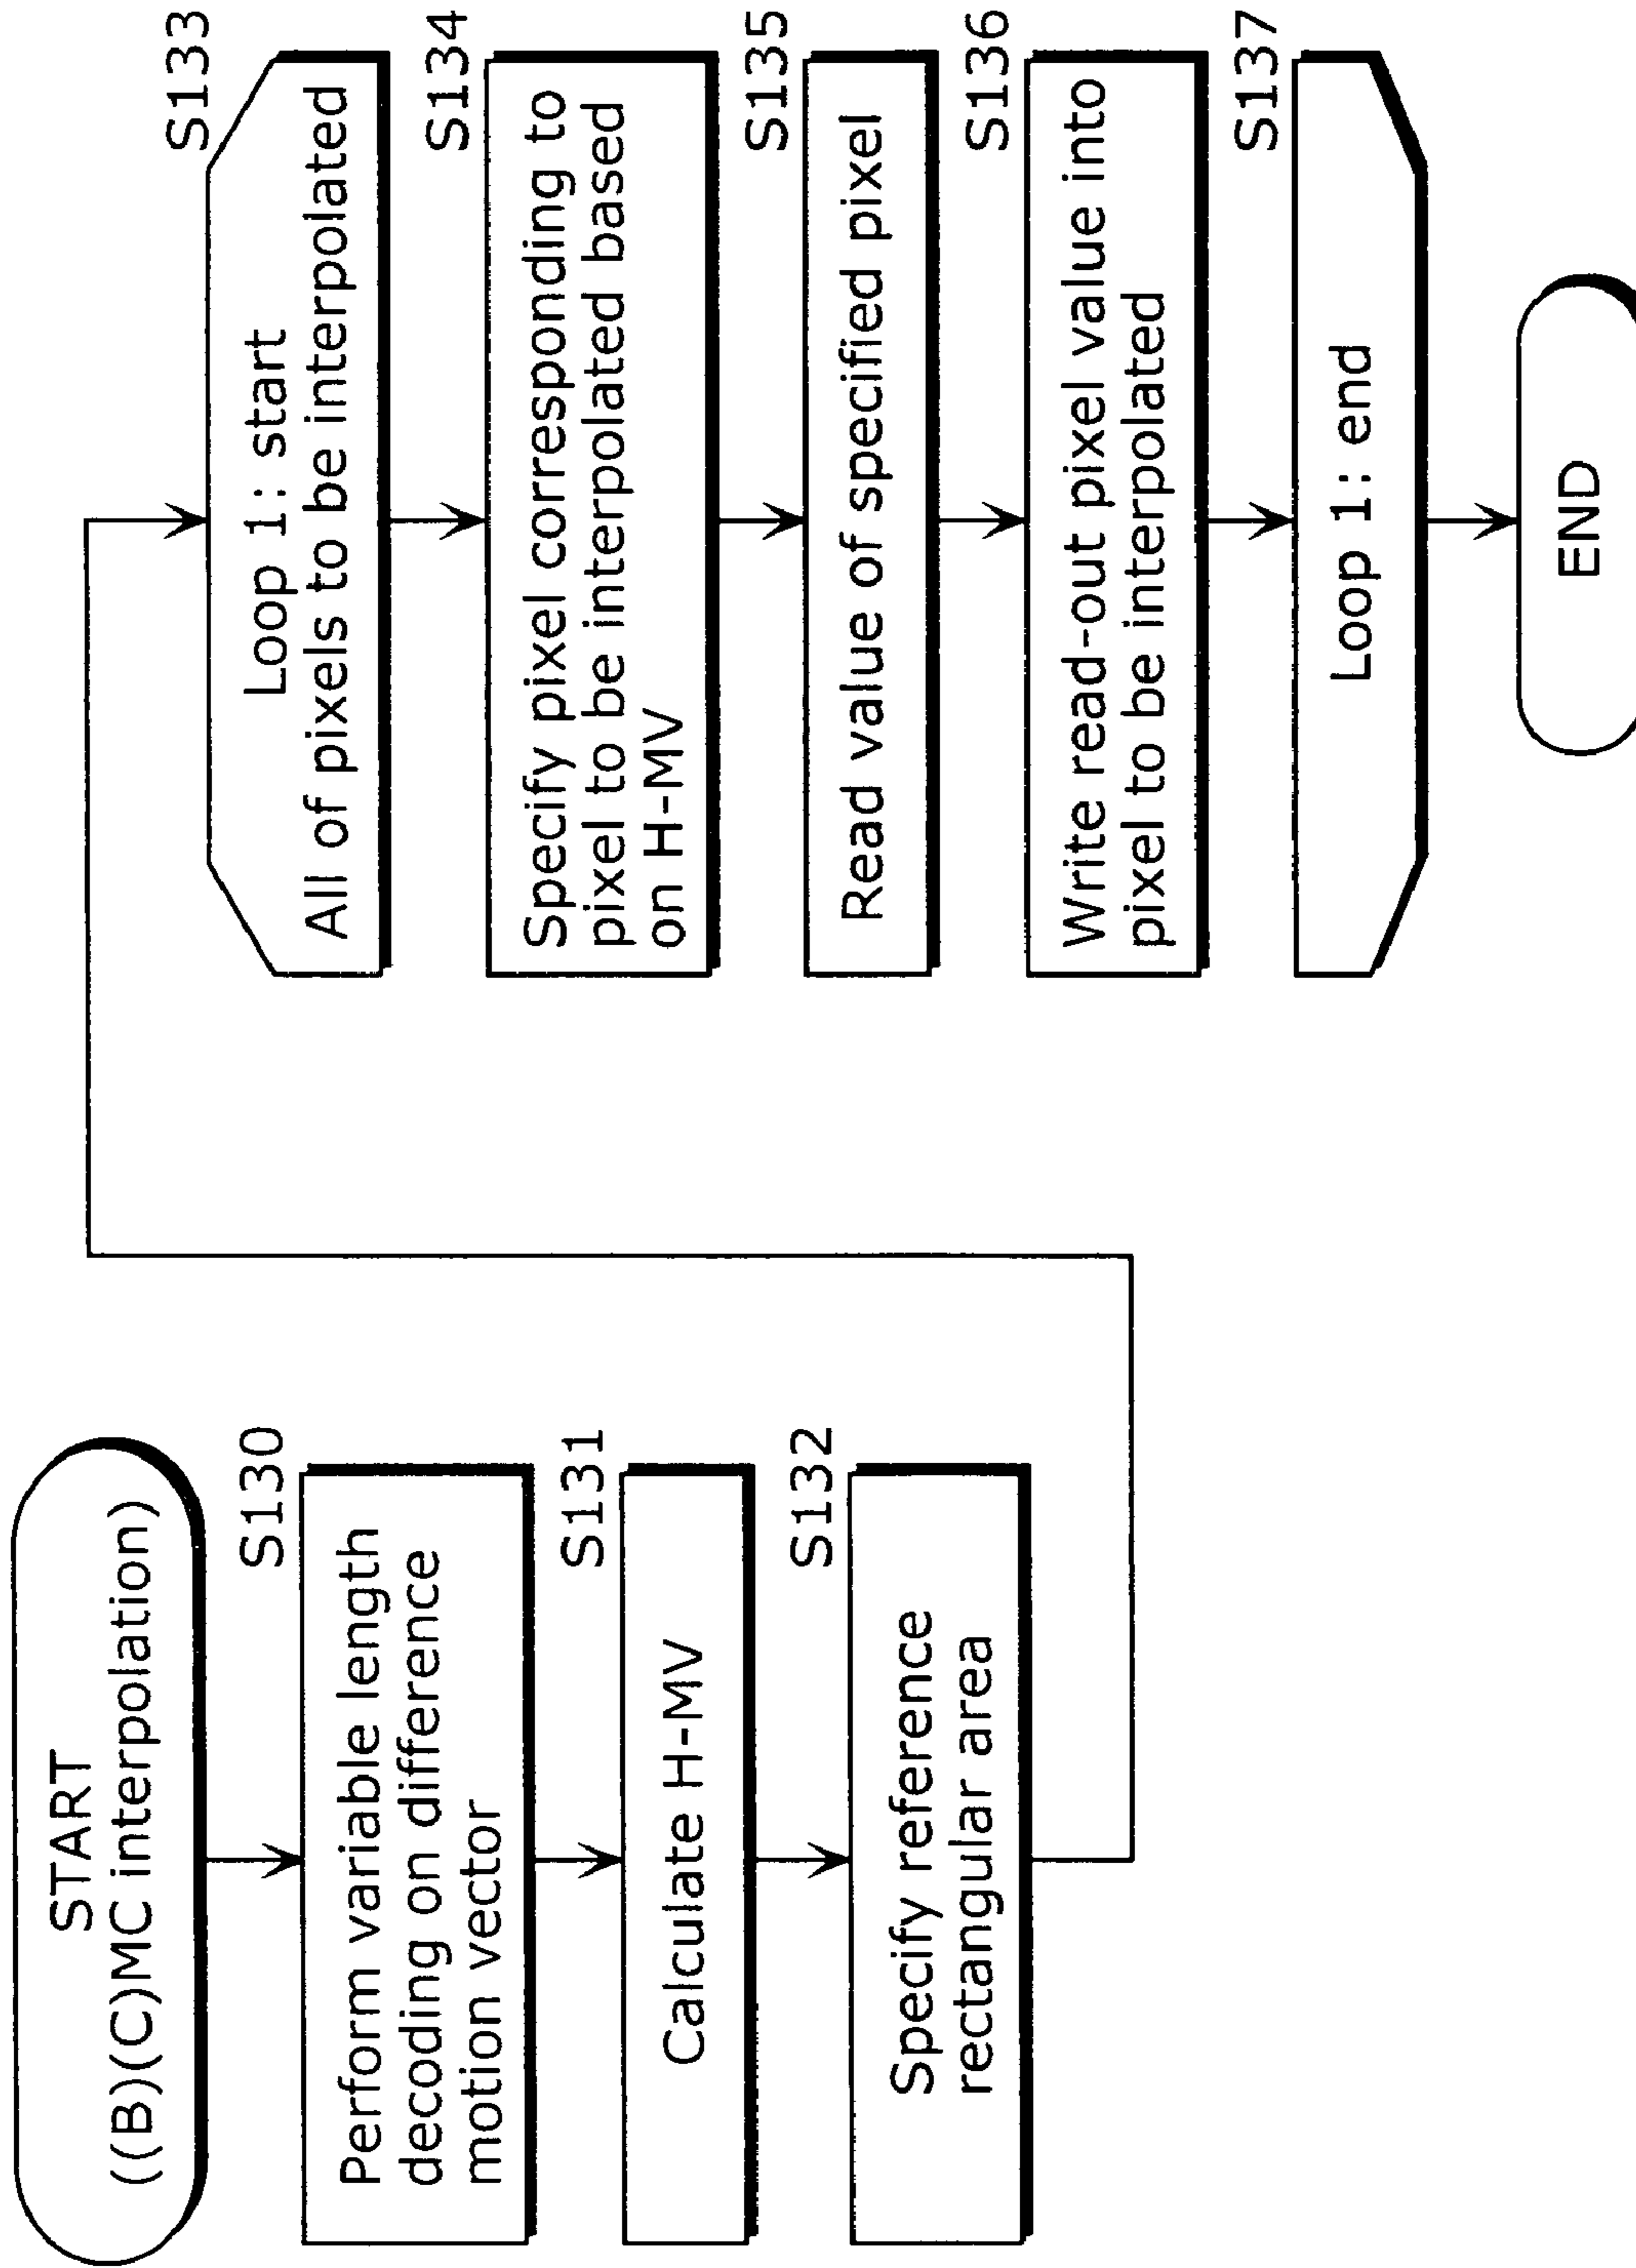 START
((B)(C)MC interpolation)
S130
Perform variable length
decoding on difference
motion vector
S131
Calculate H-MV
S132
Specify reference
rectangular area
S133
Loop 1: start
All of pixels to be interpolated
S134
Specify pixel corresponding to
pixel to be interpolated based
on H-MV
S135
Read value of specified pixel
S136
Write read-out pixel value into
pixel to be interpolated
S137
Loop 1: end
END